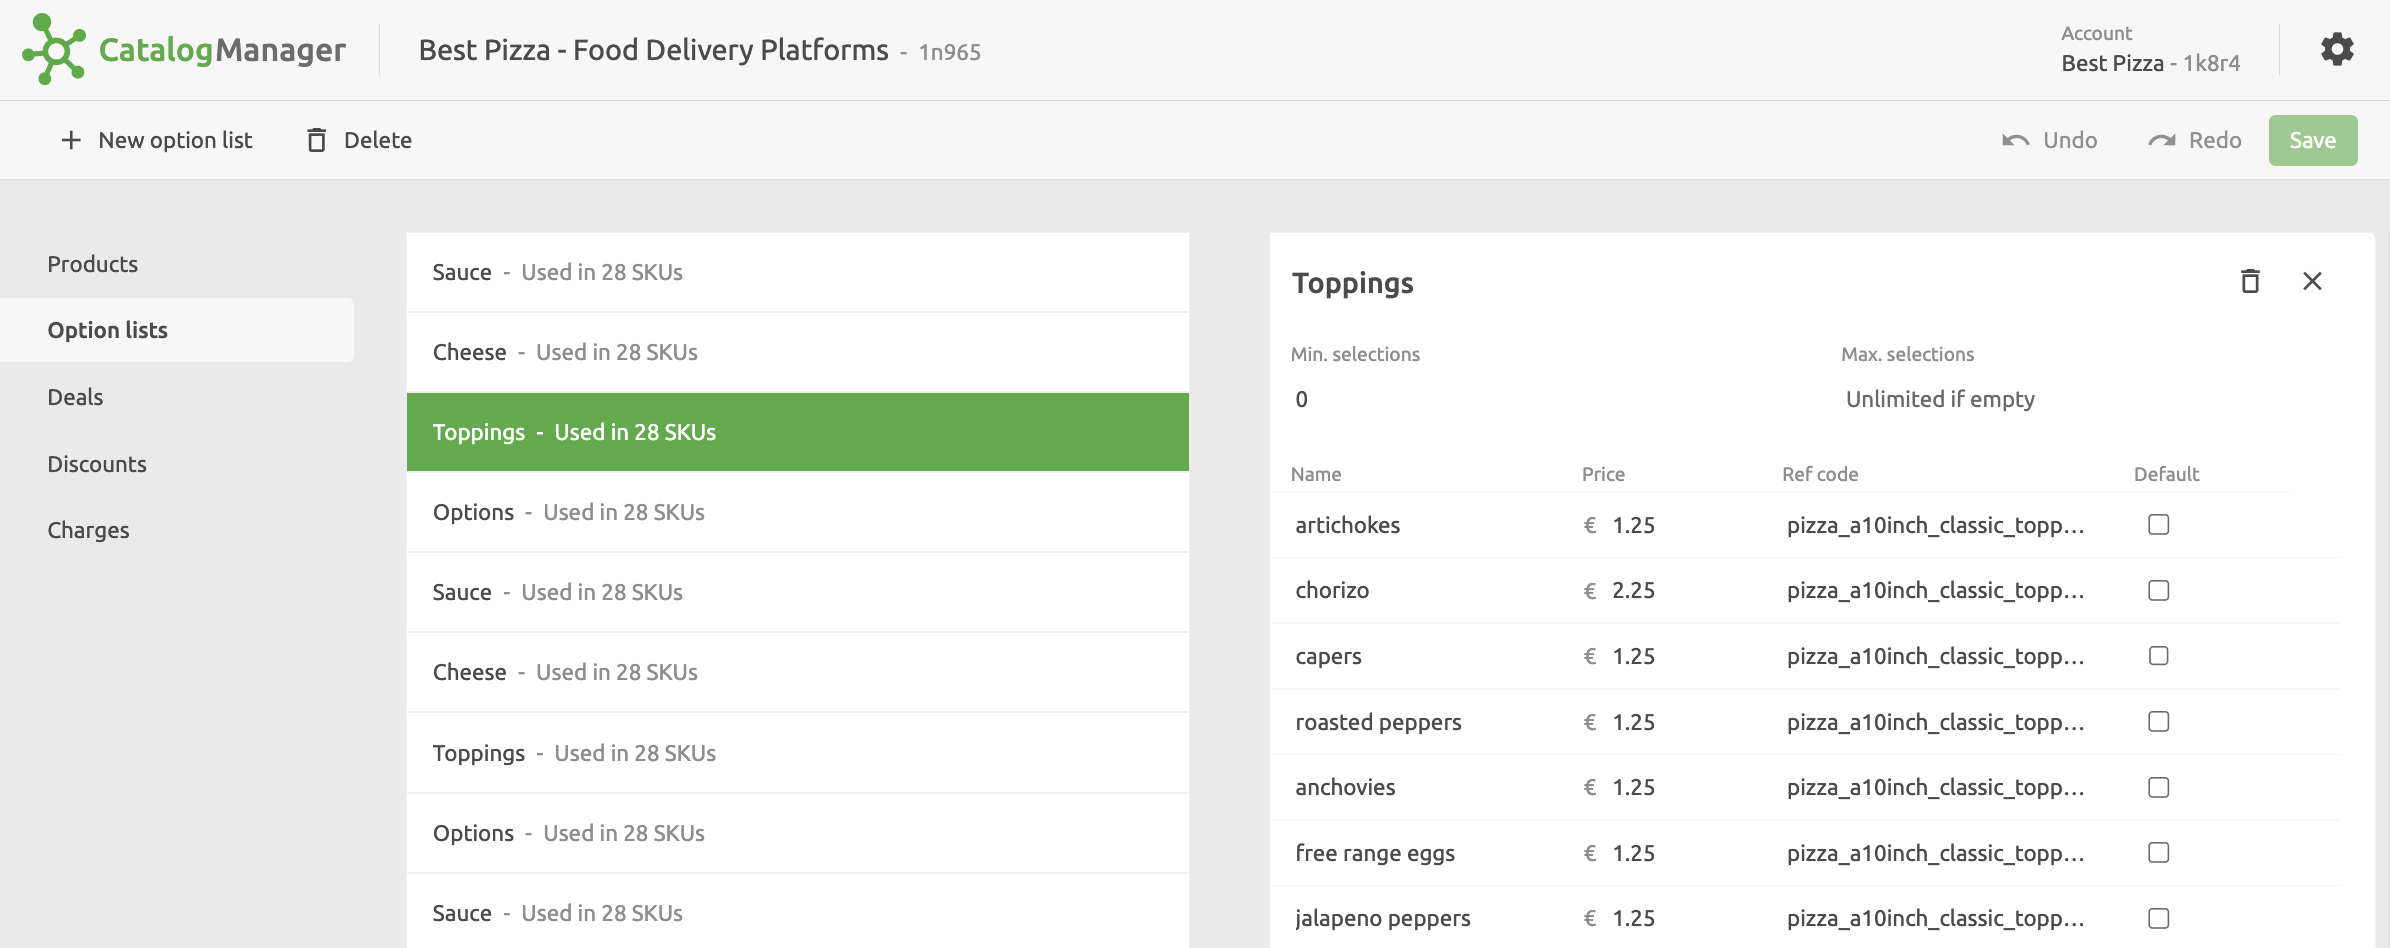 CatalogManager
Best Pizza - Food Delivery Platforms - 1n965
Account
Best Pizza - 1k8r4
New option list
Delete
Undo
Redo
Save
Products
Option lists
Deals
Discounts
Charges
Sauce - Used in 28 SKUs
Cheese - Used in 28 SKUs
Toppings - Used in 28 SKUs
Options - Used in 28 SKUs
Sauce - Used in 28 SKUs
Cheese - Used in 28 SKUs
Toppings - Used in 28 SKUs
Options - Used in 28 SKUs
Sauce - Used in 28 SKUs
Toppings
Min. selections Max. selections
0 Unlimited if empty
Name Price Ref code Default
artichokes € 1.25 pizza_a10inch_classic_topp...
chorizo € 2.25 pizza_a10inch_classic_topp...
capers € 1.25 pizza_a10inch_classic_topp...
roasted peppers € 1.25 pizza_a10inch_classic_topp...
anchovies € 1.25 pizza_a10inch_classic_topp...
free range eggs € 1.25 pizza_a10inch_classic_topp...
jalapeno peppers € 1.25 pizza_a10inch_classic_topp...